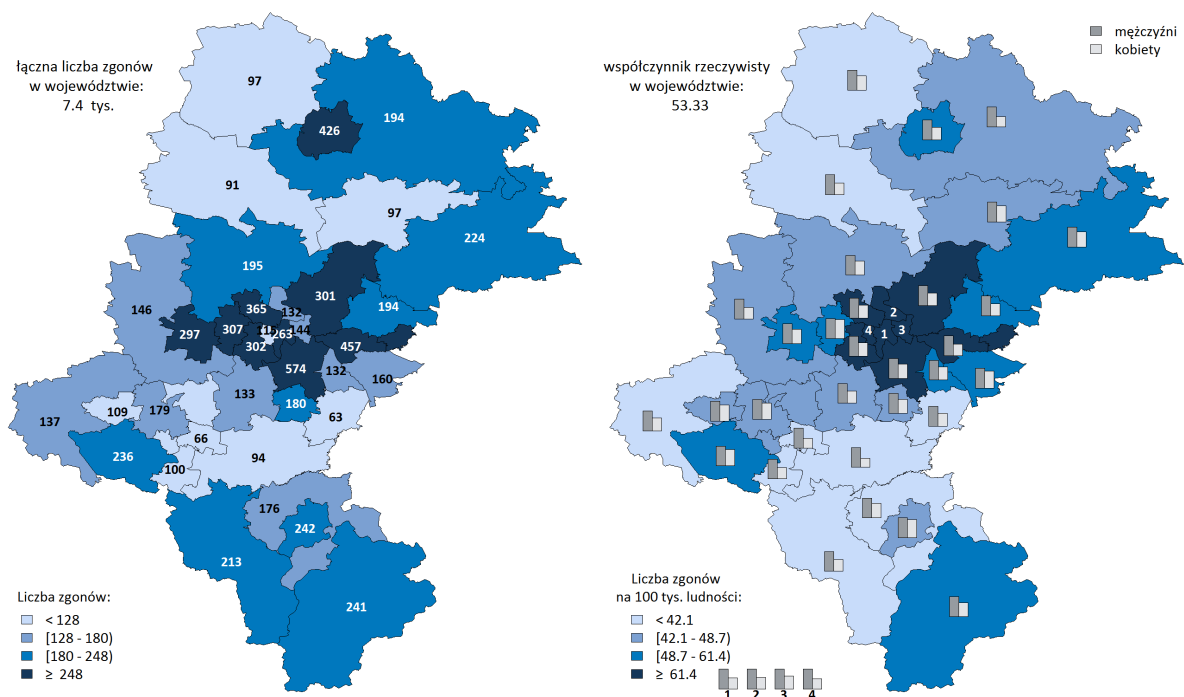 łączna liczba zgonów
w województwie:
7.4 tys.
97
194
426
91
97
224
195
301
146
365
132
194
297
307
263
144
302
457
574
132
160
133
180
137
109
179
63
66
236
100
94
176
242
213
241
Liczba zgonów:
< 128
[128 - 180)
[180 - 248)
≥ 248
współczynnik rzeczywisty
w województwie:
53.33
mężczyźni
kobiety
2
4 1 3
Liczba zgonów
na 100 tys. ludności:
< 42.1
[42.1 - 48.7)
[48.7 - 61.4)
≥ 61.4
1 2 3 4